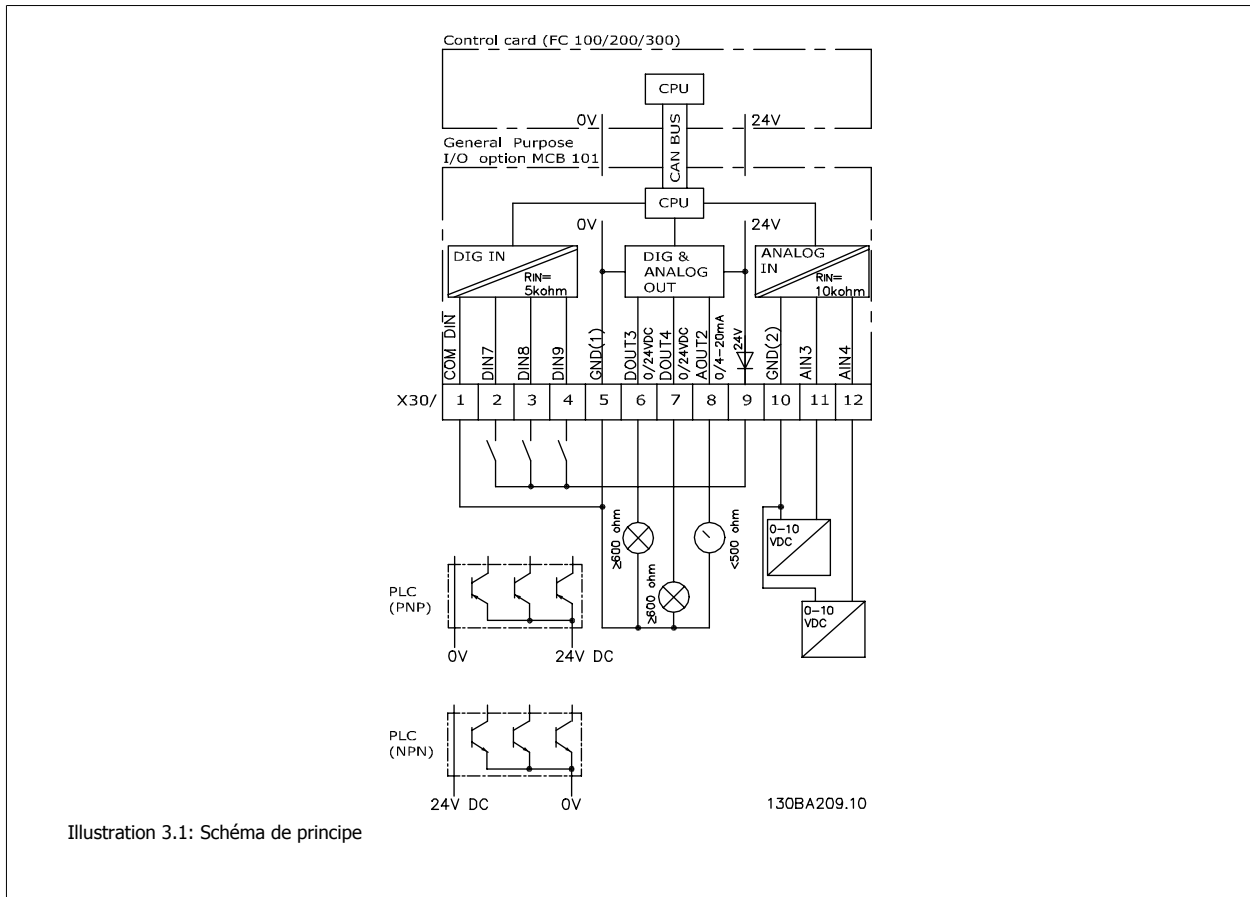 Control card (FC 100/200/300)
CPU
0V
24V
CAN BUS
General Purpose
I/O option MCB 101
CPU
0V
24V
DIG IN
RIN=
5kohm
DIG &
ANALOG
OUT
ANALOG
IN
RIN=
10kohm
COM DIN
DIN7
DIN8
DIN9
GND(1)
DOUT3
0/24VDC
DOUT4
0/24VDC
AOUT2
0/4-20mA
24V
GND(2)
AIN3
AIN4
X30/ 1 2 3 4 5 6 7 8 9 10 11 12
≥600 ohm
≥600 ohm
<500 ohm
0-10
VDC
0-10
VDC
PLC
(PNP)
0V
24V DC
PLC
(NPN)
24V DC
0V
130BA209.10
Illustration 3.1: Schéma de principe